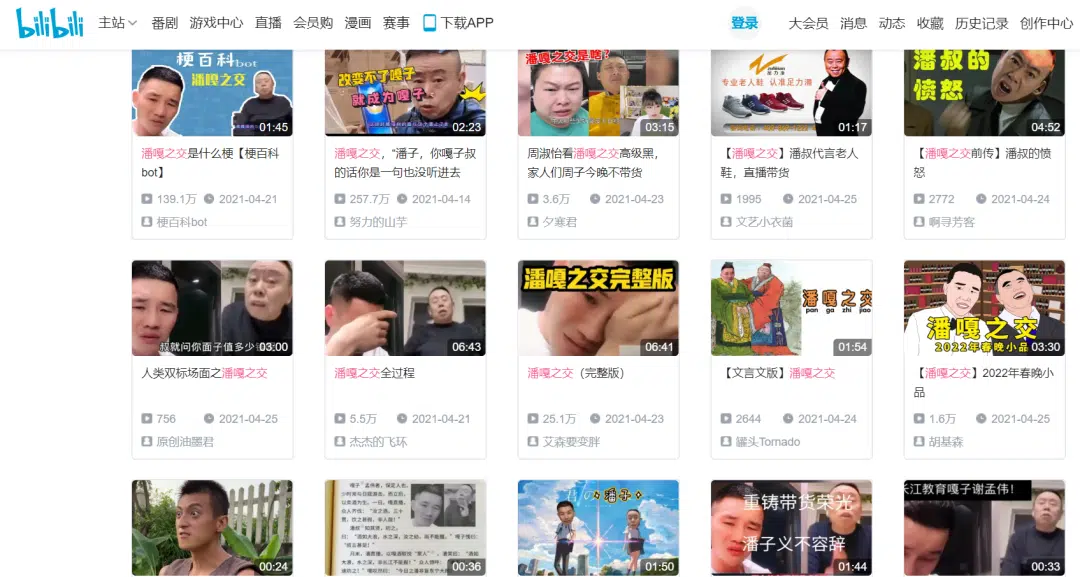 bilibili
主站 番剧 游戏中心 直播 会员购 漫画 赛事 下载APP 登录 大会员 消息 动态 收藏 历史记录 创作中心
梗百科bot
潘嘎之交
01:45
改变不了嘎子
就成为嘎子
02:23
潘嘎之交是啥?
03:15
足力健
专业老人鞋 认准足力健
01:17
潘叔的
愤怒
04:52
潘嘎之交是什么梗【梗百科
bot】
139.1万 2021-04-21
梗百科bot
潘嘎之交,“潘子,你嘎子叔
的话你是一句也没听进去
257.7万 2021-04-14
努力的山芋
周淑怡看潘嘎之交高级黑,
家人们周子今晚不带货
3.6万 2021-04-23
夕寒君
【潘嘎之交】潘叔代言老人
鞋,直播带货
1995 2021-04-25
文艺小衣菌
【潘嘎之交前传】潘叔的愤
怒
2772 2021-04-24
啊寻芳客
叔就问你面子值多少钱
03:00
06:43
潘嘎之交完整版
06:41
潘嘎之交
pan ga zhi jiao
01:54
潘嘎之交
2022年春晚小品
03:30
人类双标场面之潘嘎之交
756 2021-04-25
原创油墨君
潘嘎之交全过程
5.5万 2021-04-21
杰杰的飞环
潘嘎之交(完整版)
25.1万 2021-04-23
艾森要变胖
【文言文版】潘嘎之交
2644 2021-04-24
罐头Tornado
【潘嘎之交】2022年春晚小
品
1.6万 2021-04-25
胡基森
00:24
00:36
潘子
01:50
重铸带货荣光
潘子义不容辞
01:44
长江教育嘎子谢孟伟!
00:33